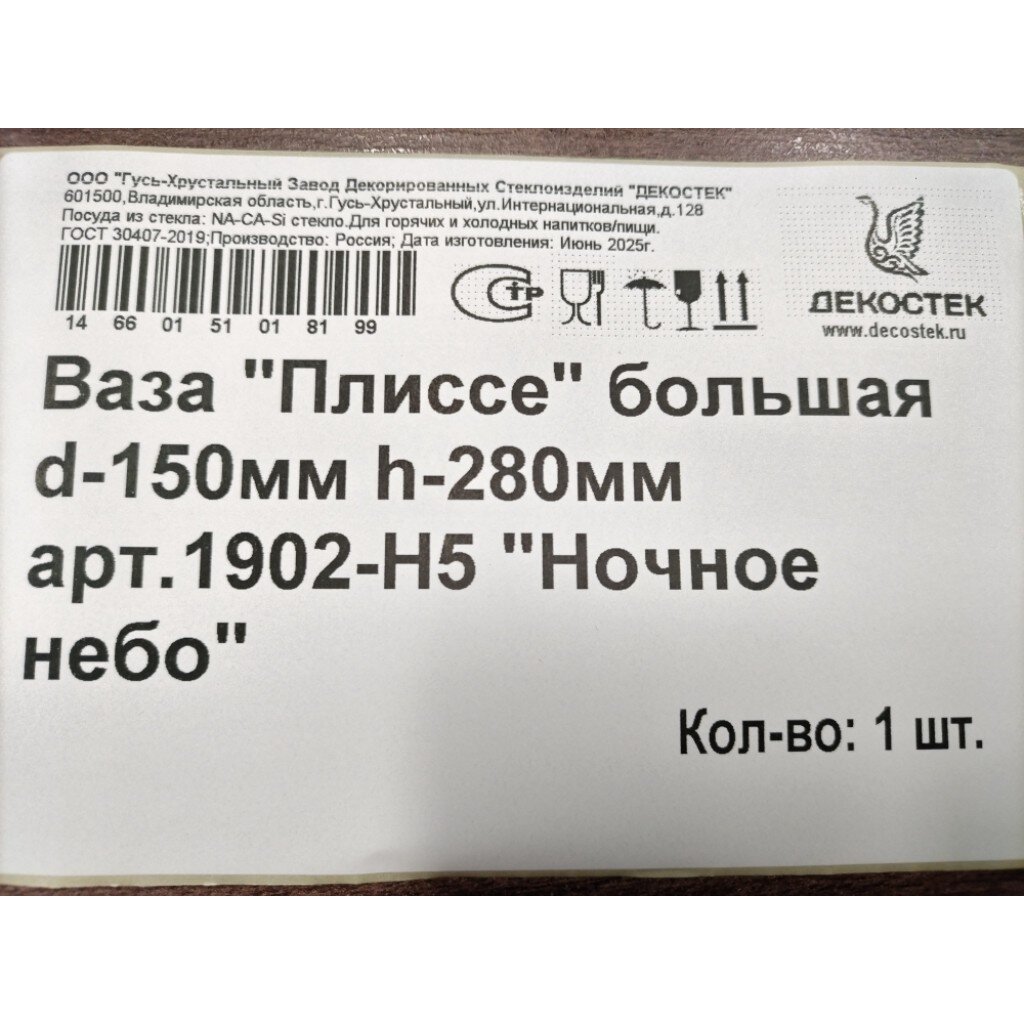 ООО "Гусь-Хрустальный Завод Декорированных Стеклоизделий "ДЕКОСТЕК"
601500,Владимирская область,г.Гусь-Хрустальный,ул.Интернациональная,д.128
Посуда из стекла: NA-CA-Si стекло.Для горячих и холодных напитков/пищи.
ГОСТ 30407-2019;Производство: Россия; Дата изготовления: Июнь 2025г.
14 66 01 51 01 81 99
СТР
ДЕКОСТЕК
www.decostek.ru
Ваза "Плиссе" большая
d-150мм h-280мм
арт.1902-Н5 "Ночное
небо"
Кол-во: 1 шт.